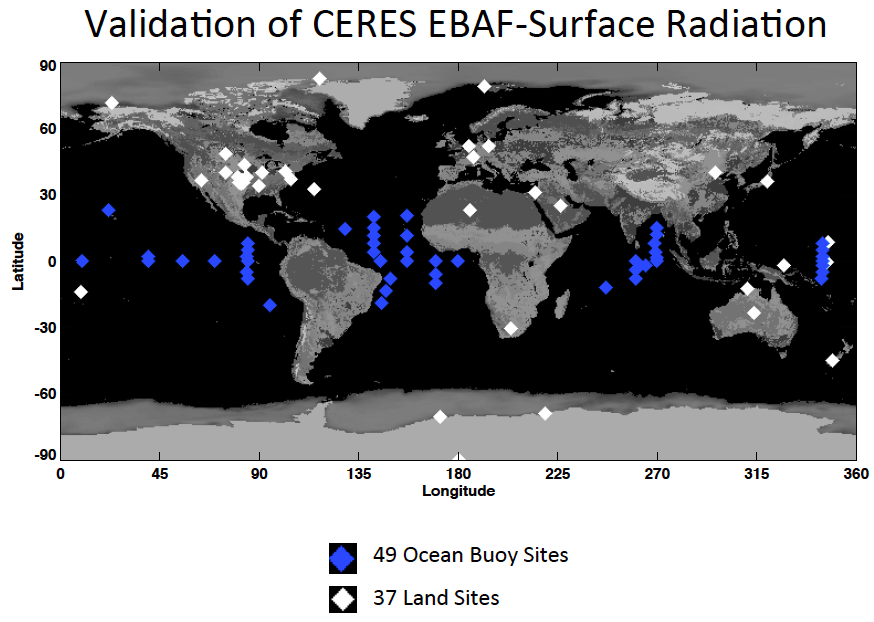 Validation of CERES EBAF-Surface Radiation
90
60
30
0
-30
-60
-90
Latitude
0 45 90 135 180 225 270 315 360
Longitude
49 Ocean Buoy Sites
37 Land Sites